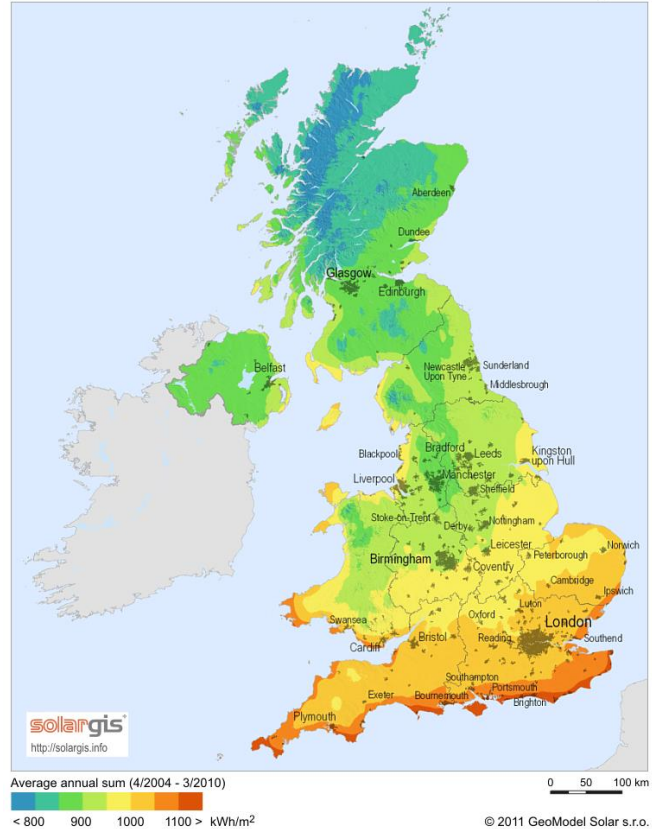 Aberdeen
Dundee
Glasgow
Edinburgh
Belfast
Newcastle
Upon Tyne
Sunderland
Middlesbrough
Blackpool
Bradford
Leeds
Kingston
upon Hull
Liverpool
Manchester
Sheffield
Stoke-on-Trent
Derby
Nottingham
Norwich
Leicester
Peterborough
Birmingham
Coventry
Cambridge
Ipswich
Luton
Oxford
Swansea
London
Cardiff
Bristol
Reading
Southend
Southampton
Exeter
Bournemouth
Portsmouth
Brighton
Plymouth
solargis
http://solargis.info
Average annual sum (4/2004 - 3/2010)
0 50 100 km
< 800 900 1000 1100 > kWh/m²
© 2011 GeoModel Solar s.r.o.